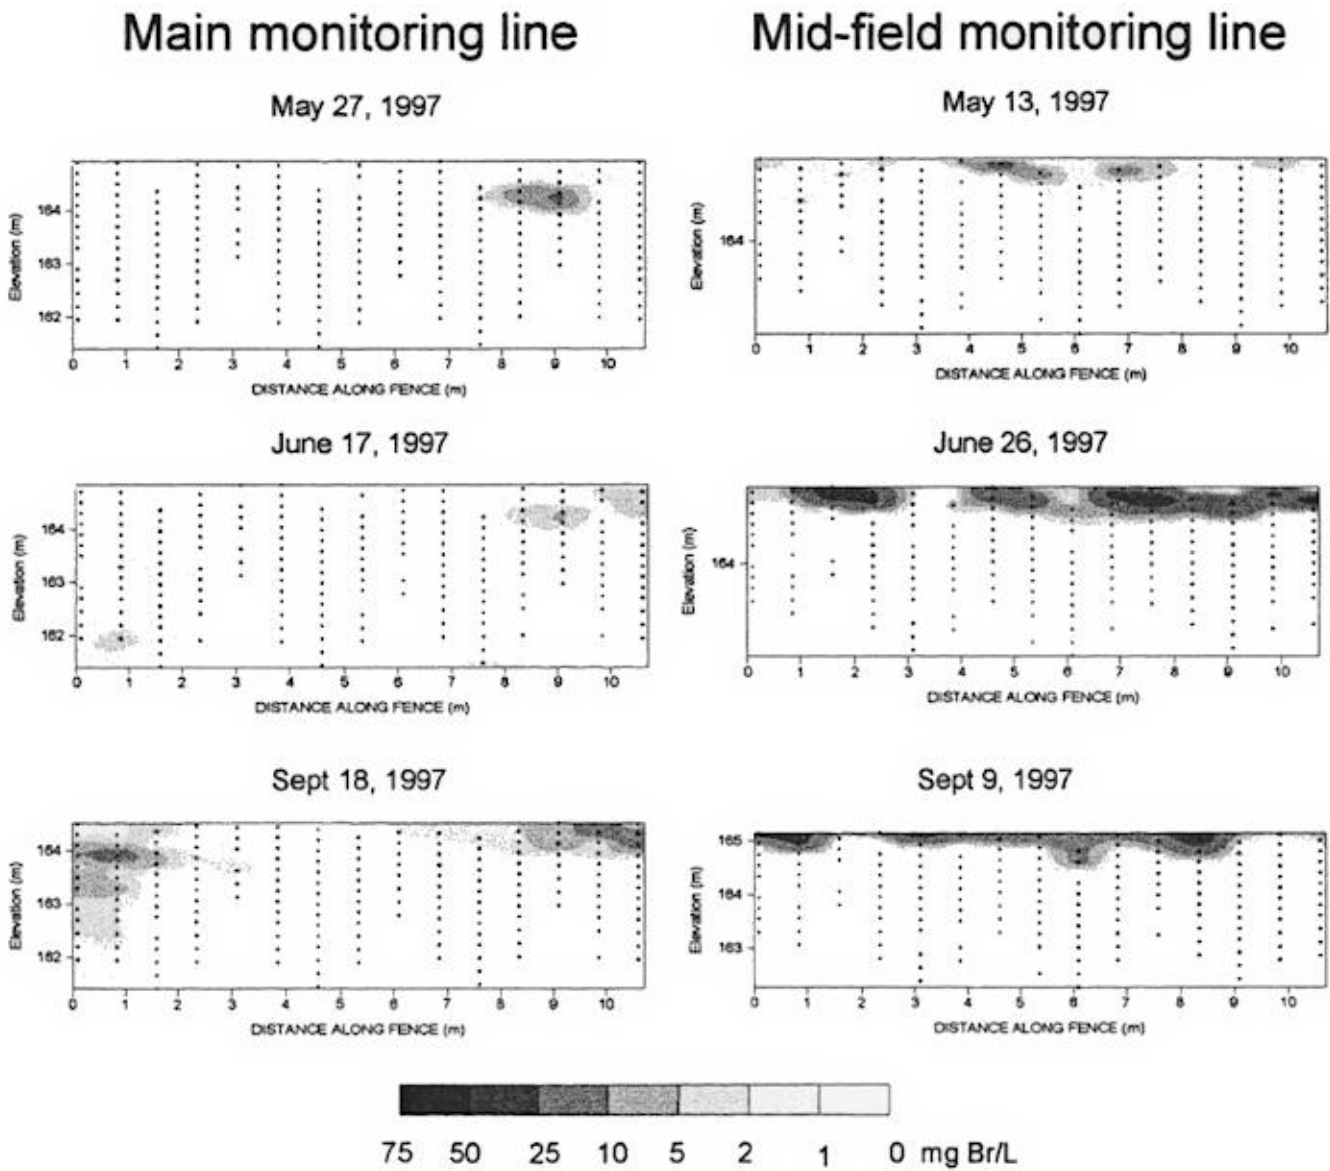 Main monitoring line
Mid-field monitoring line
May 27, 1997
May 13, 1997
Elevation (m)
164
163
162
0 1 2 3 4 5 6 7 8 9 10
DISTANCE ALONG FENCE (m)
Elevation (m)
164
0 1 2 3 4 5 6 7 8 9 10
DISTANCE ALONG FENCE (m)
June 17, 1997
June 26, 1997
Elevation (m)
164
163
162
0 1 2 3 4 5 6 7 8 9 10
DISTANCE ALONG FENCE (m)
Elevation (m)
164
0 1 2 3 4 5 6 7 8 9 10
DISTANCE ALONG FENCE (m)
Sept 18, 1997
Sept 9, 1997
Elevation (m)
164
163
162
0 1 2 3 4 5 6 7 8 9 10
DISTANCE ALONG FENCE (m)
Elevation (m)
165
164
163
0 1 2 3 4 5 6 7 8 9 10
DISTANCE ALONG FENCE (m)
75 50 25 10 5 2 1 0 mg Br/L